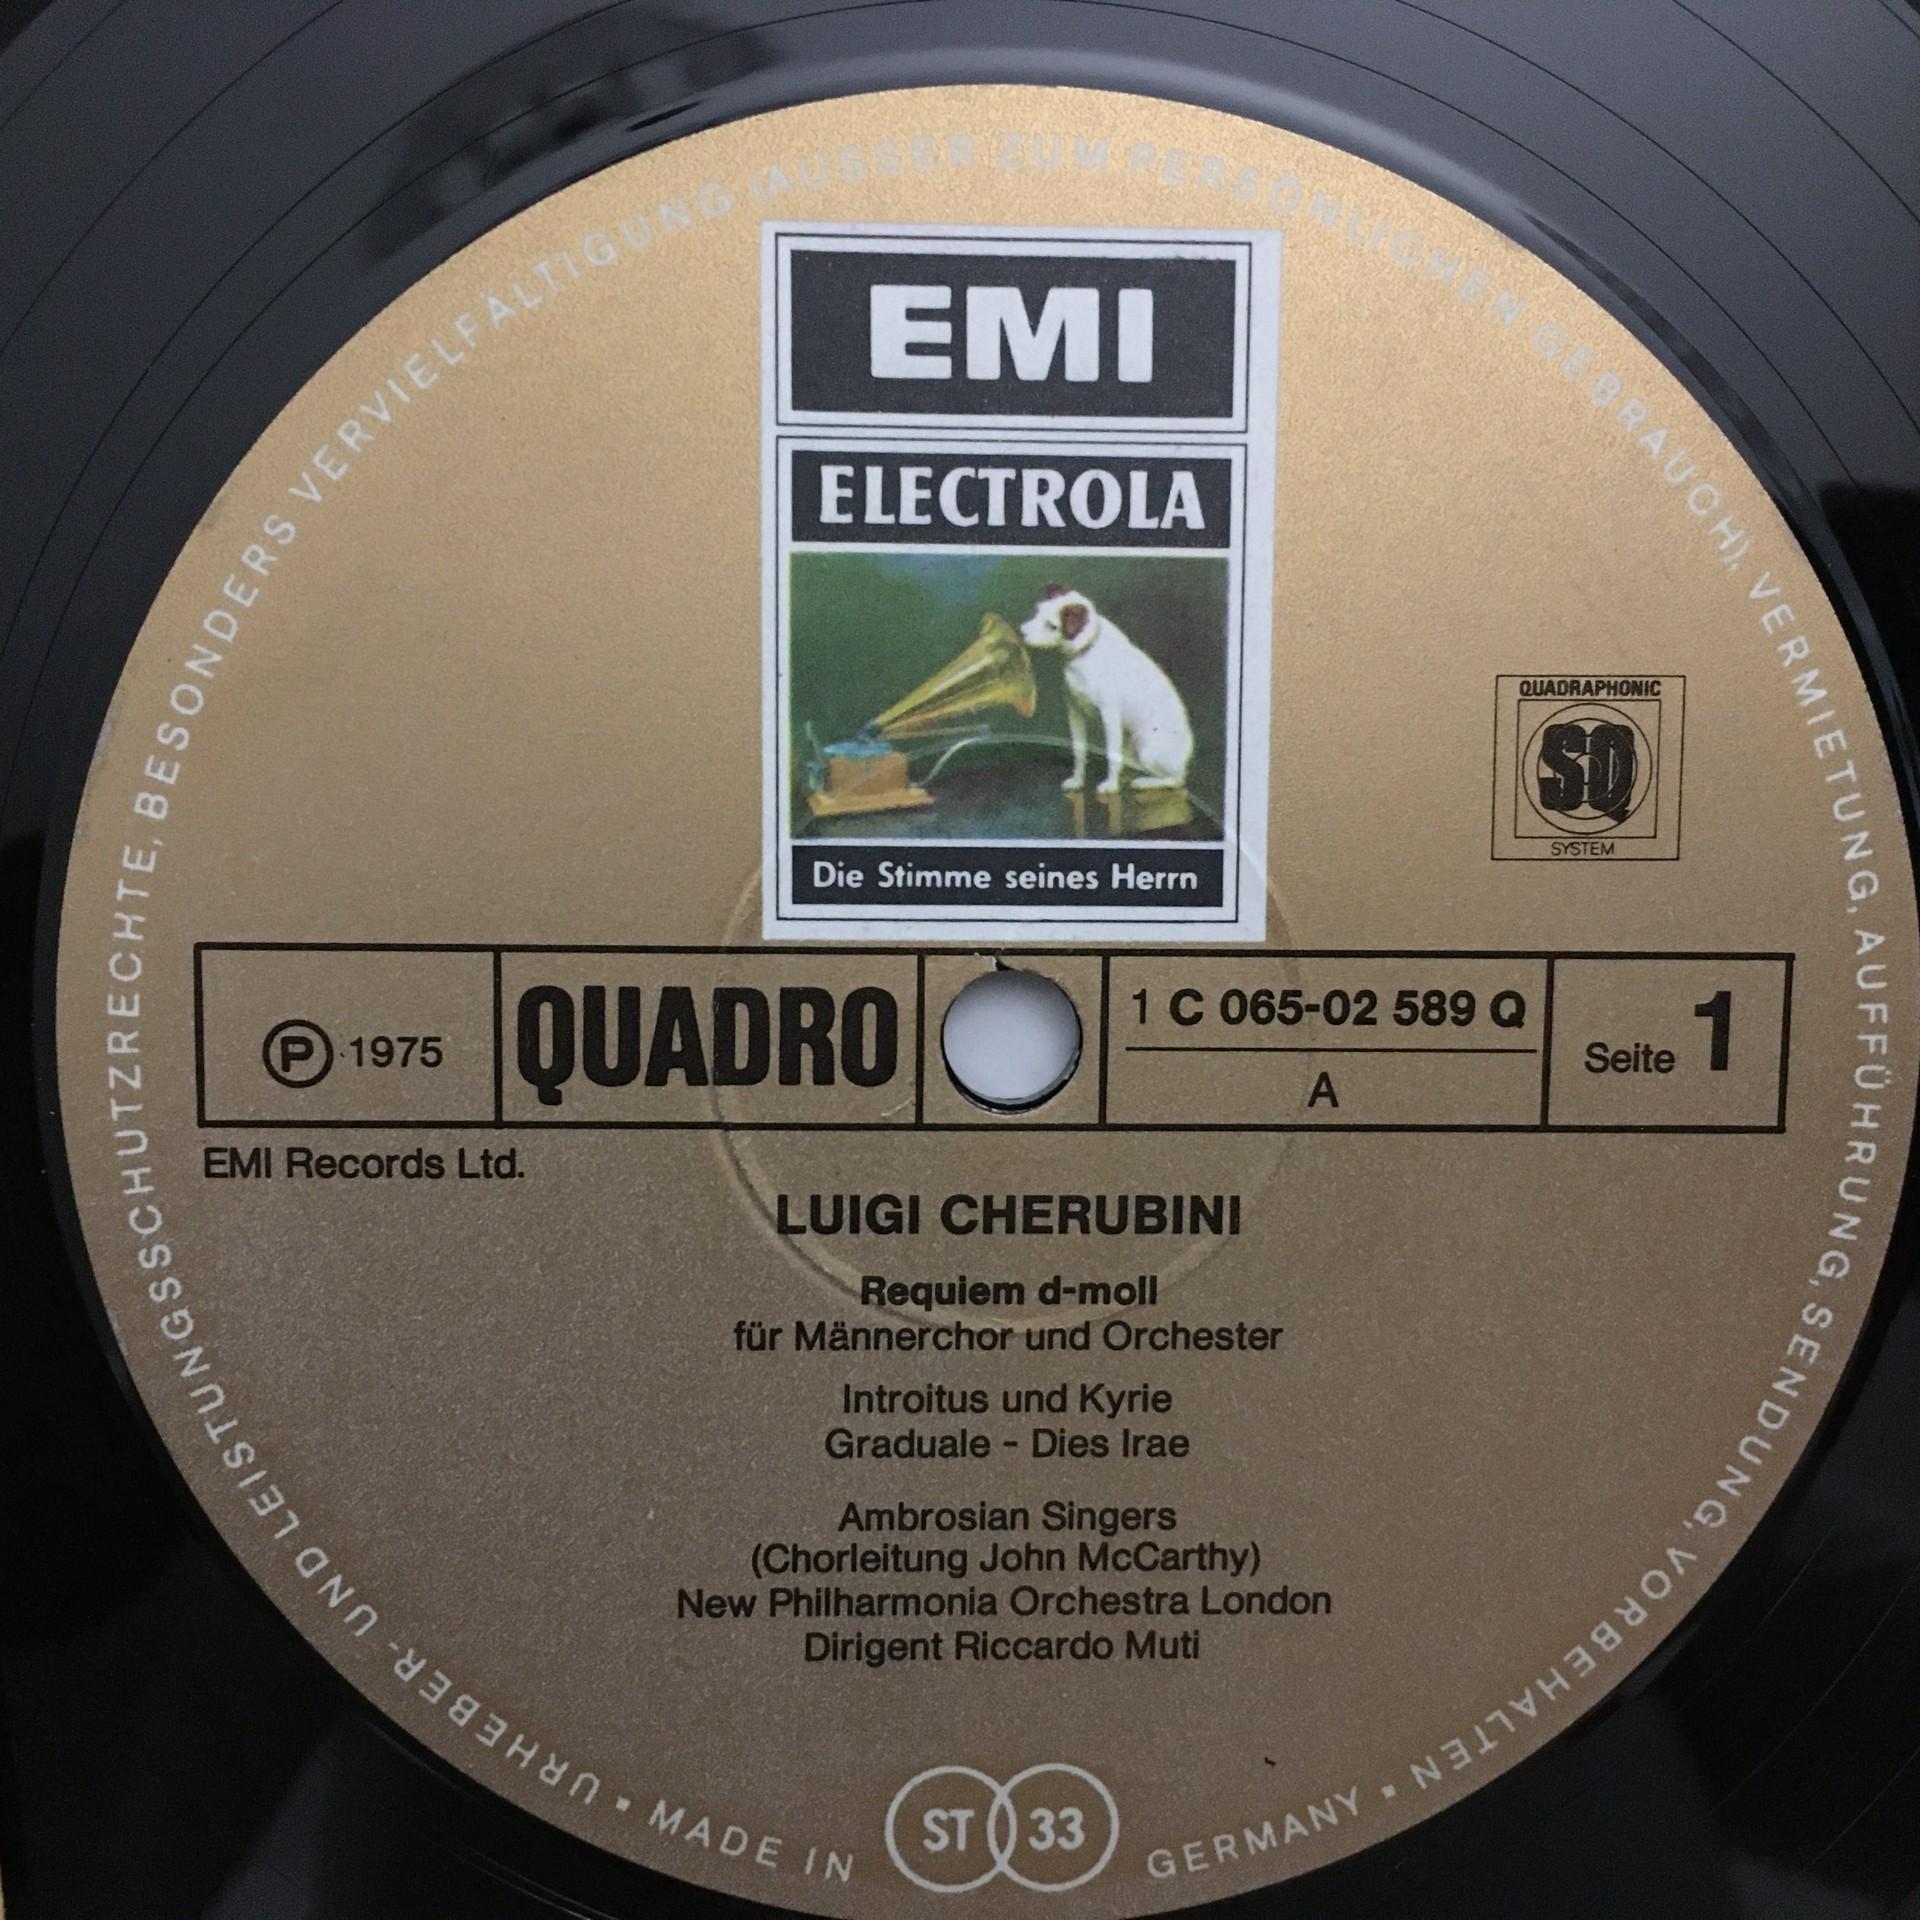 EMI
ELECTROLA
Die Stimme seines Herrn
QUADRAPHONIC
SQ
SYSTEM
Ⓟ 1975
QUADRO
1 C 065-02 589 Q
A
Seite 1
EMI Records Ltd.
LUIGI CHERUBINI
Requiem d-moll
für Männerchor und Orchester
Introitus und Kyrie
Graduale - Dies Irae
Ambrosian Singers
(Chorleitung John McCarthy)
New Philharmonia Orchestra London
Dirigent Riccardo Muti
ST 33
URHEBER- UND LEISTUNGSSCHUTZRECHTE, BESONDERS VERVIELFÄLTIGUNG (AUSSER ZUM PERSÖNLICHEN GEBRAUCH), VERMIETUNG, AUFFÜHRUNG, SENDUNG, VORBEHALTEN ▪
MADE IN GERMANY ▪